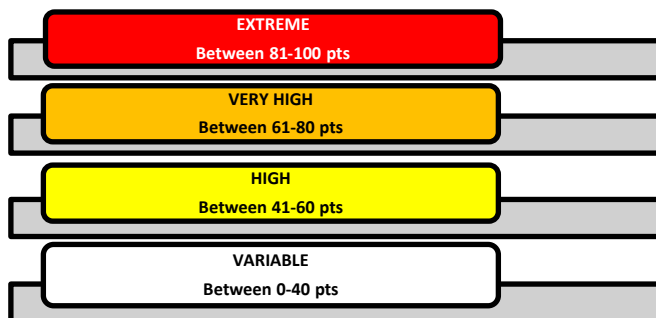 EXTREME
Between 81-100 pts
VERY HIGH
Between 61-80 pts
HIGH
Between 41-60 pts
VARIABLE
Between 0-40 pts